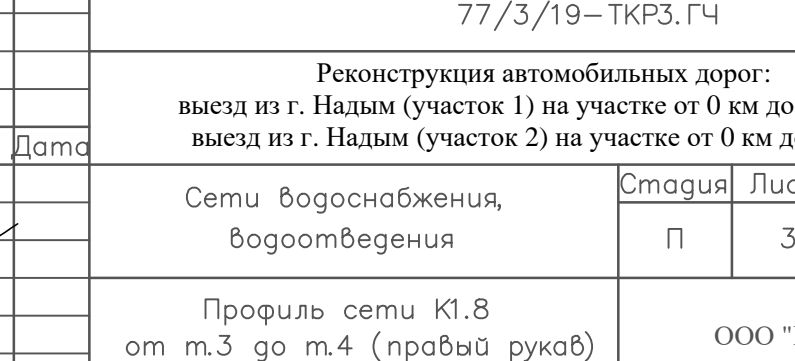 77/3/19-ТКР3.ГЧ
Реконструкция автомобильных дорог:
выезд из г. Надым (участок 1) на участке от 0 км до
выезд из г. Надым (участок 2) на участке от 0 км
Дата
Сети водоснабжения,
водоотведения
Стадия
П
3
Профиль сети К1.8
от т.3 до т.4 (правый рукав)
ООО